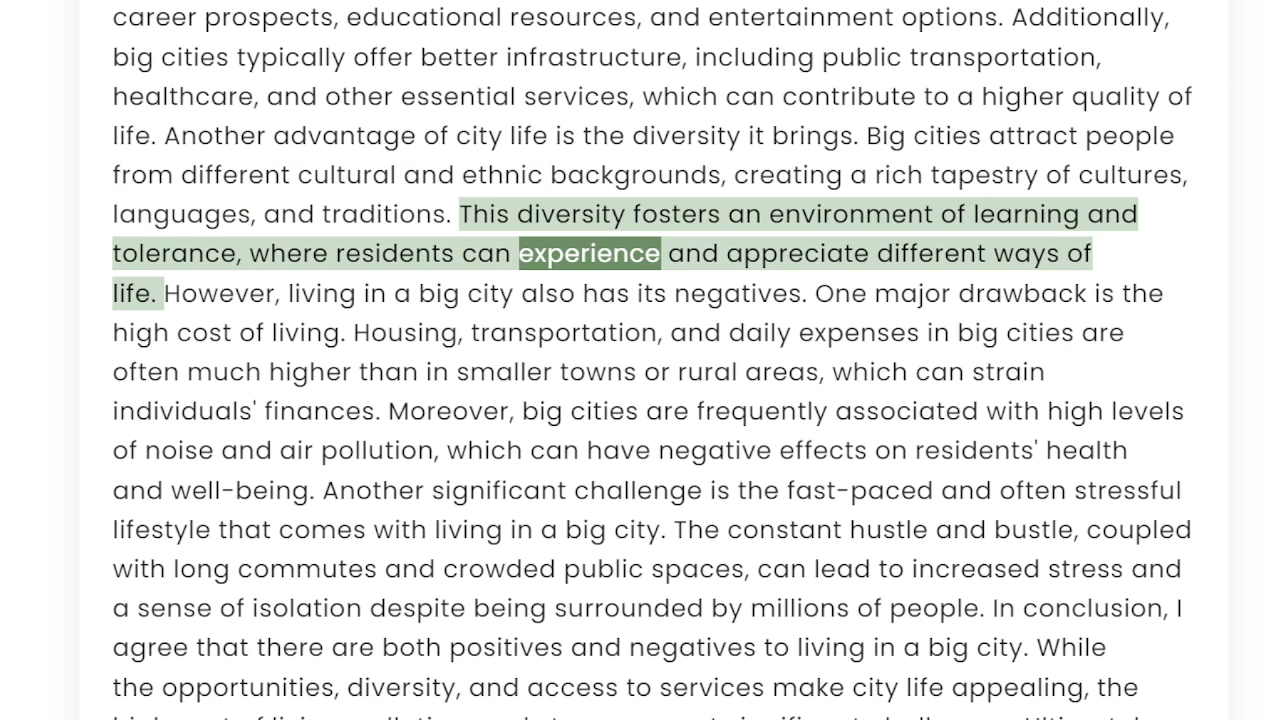 career prospects, educational resources, and entertainment options. Additionally,
big cities typically offer better infrastructure, including public transportation,
healthcare, and other essential services, which can contribute to a higher quality of
life. Another advantage of city life is the diversity it brings. Big cities attract people
from different cultural and ethnic backgrounds, creating a rich tapestry of cultures,
languages, and traditions. This diversity fosters an environment of learning and
tolerance, where residents can experience and appreciate different ways of
life. However, living in a big city also has its negatives. One major drawback is the
high cost of living. Housing, transportation, and daily expenses in big cities are
often much higher than in smaller towns or rural areas, which can strain
individuals' finances. Moreover, big cities are frequently associated with high levels
of noise and air pollution, which can have negative effects on residents' health
and well-being. Another significant challenge is the fast-paced and often stressful
lifestyle that comes with living in a big city. The constant hustle and bustle, coupled
with long commutes and crowded public spaces, can lead to increased stress and
a sense of isolation despite being surrounded by millions of people. In conclusion, I
agree that there are both positives and negatives to living in a big city. While
the opportunities, diversity, and access to services make city life appealing, the